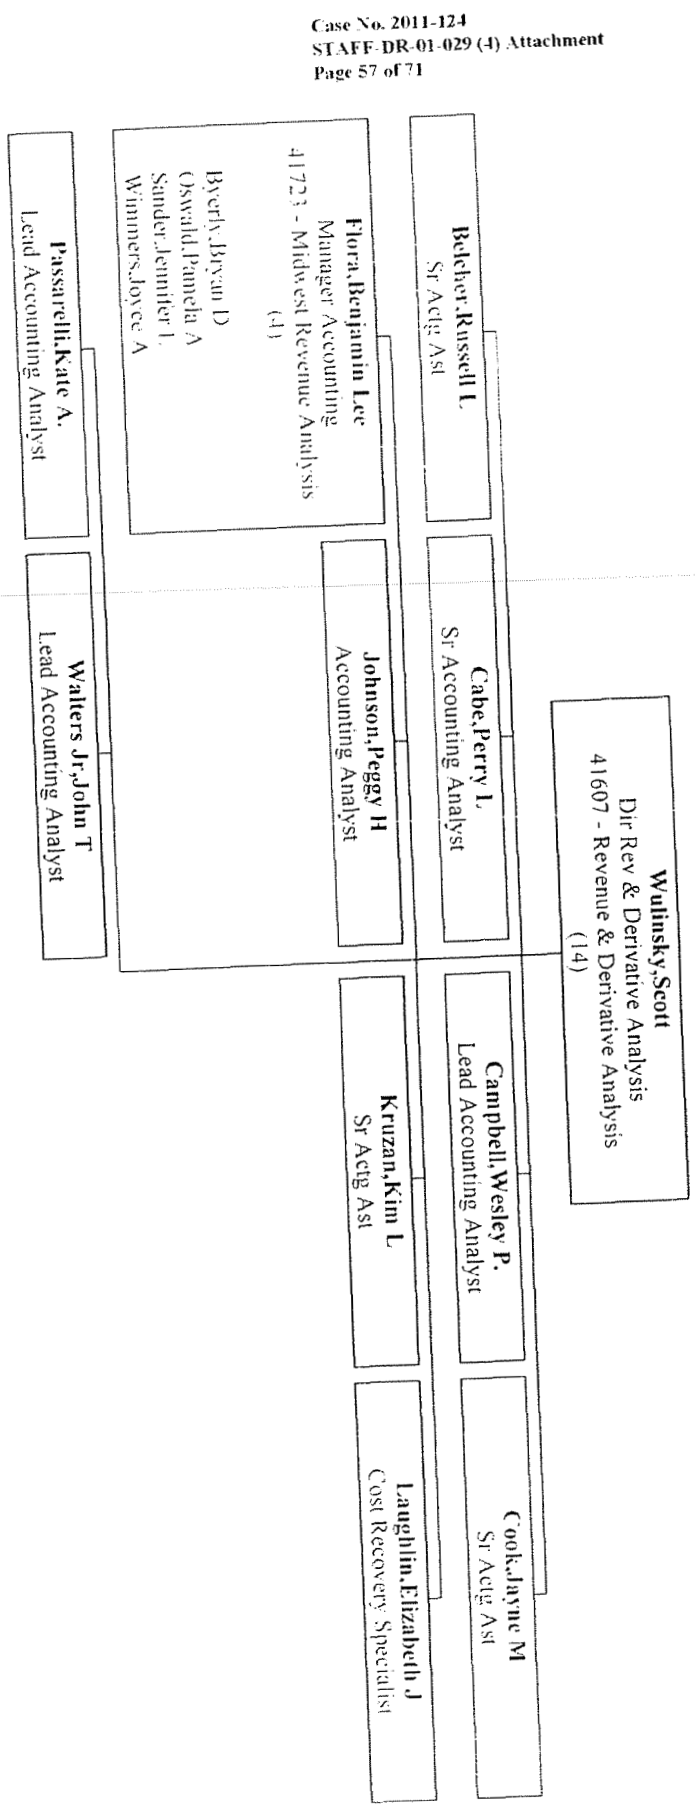 Case No. 2011-124
STAFF-DR-01-029 (4) Attachment
Page 57 of 71
Wulinsky,Scott
Dir Rev & Derivative Analysis
41607 - Revenue & Derivative Analysis
(14)
Belcher,Russell L
Sr Actg Ast
Cabe,Perry L
Sr Accounting Analyst
Campbell,Wesley P.
Lead Accounting Analyst
Cook,Jayne M
Sr Actg Ast
Flora,Benjamin Lee
Manager Accounting
41723 - Midwest Revenue Analysis
(4)
Byerly,Bryan D
Oswald,Pamela A
Sander,Jennifer L
Wimmers,Joyce A
Johnson,Peggy H
Accounting Analyst
Kruzan,Kim L
Sr Actg Ast
Laughlin,Elizabeth J
Cost Recovery Specialist
Passarelli,Kate A.
Lead Accounting Analyst
Walters Jr,John T
Lead Accounting Analyst